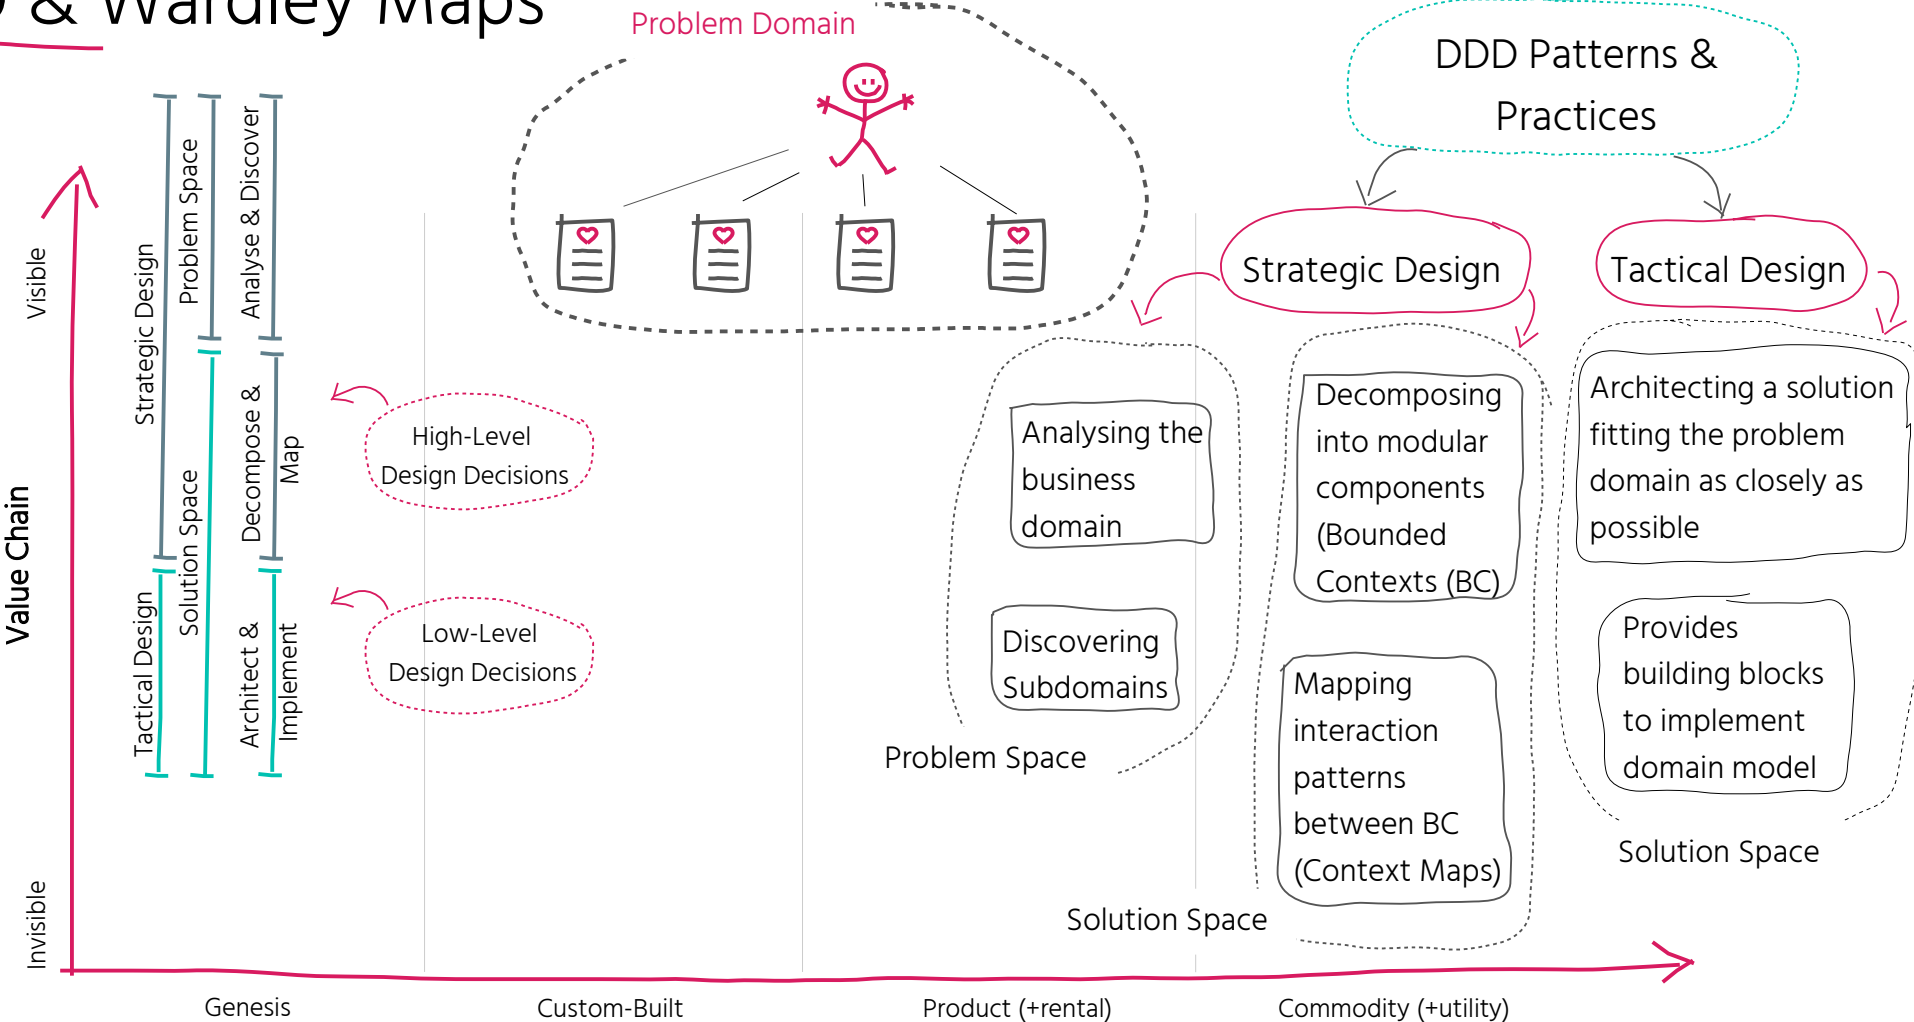 & Wardley Maps
Problem Domain
DDD Patterns &
Practices
Strategic Design
Tactical Design
Value Chain
Visible
Invisible
Strategic Design
Tactical Design
Problem Space
Solution Space
Analyse & Discover
Decompose &
Map
Architect &
Implement
High-Level
Design Decisions
Low-Level
Design Decisions
Analysing the
business
domain
Discovering
Subdomains
Problem Space
Decomposing
into modular
components
(Bounded
Contexts (BC)
Mapping
interaction
patterns
between BC
(Context Maps)
Solution Space
Architecting a solution
fitting the problem
domain as closely as
possible
Provides
building blocks
to implement
domain model
Solution Space
Genesis
Custom-Built
Product (+rental)
Commodity (+utility)